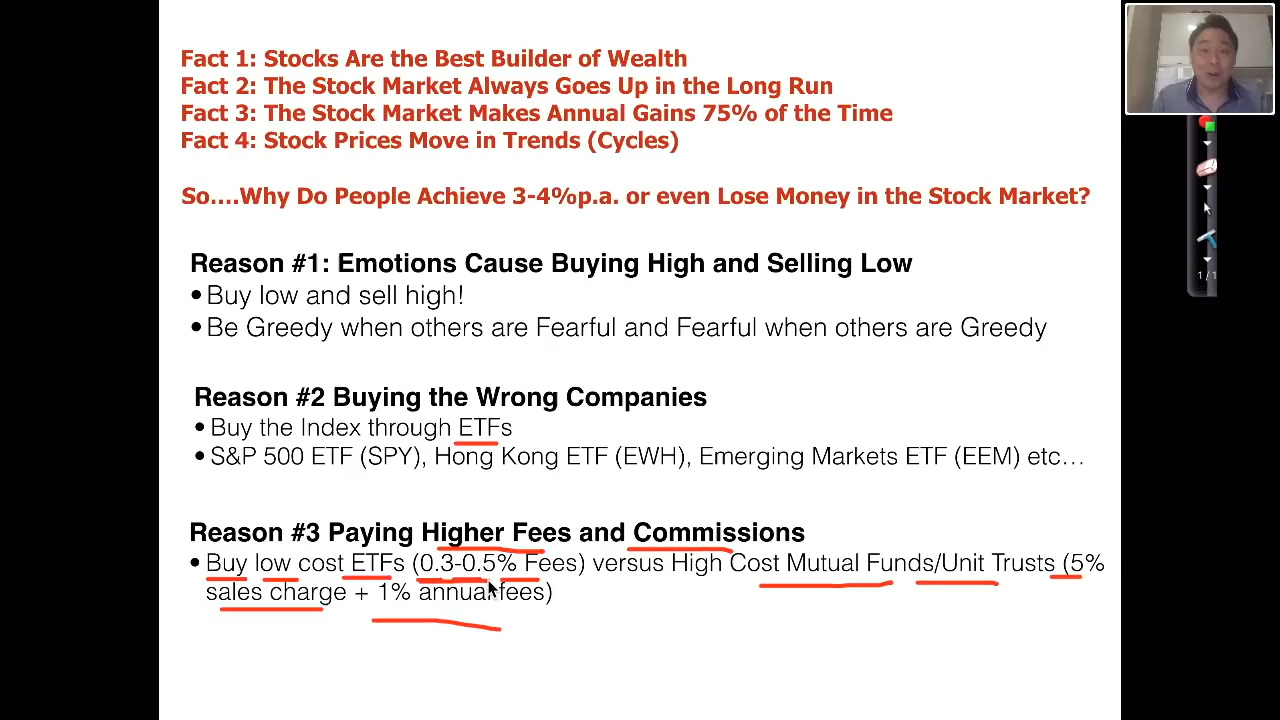 Fact 1: Stocks Are the Best Builder of Wealth
Fact 2: The Stock Market Always Goes Up in the Long Run
Fact 3: The Stock Market Makes Annual Gains 75% of the Time
Fact 4: Stock Prices Move in Trends (Cycles)
So....Why Do People Achieve 3-4%p.a. or even Lose Money in the Stock Market?
Reason #1: Emotions Cause Buying High and Selling Low
•Buy low and sell high!
•Be Greedy when others are Fearful and Fearful when others are Greedy
Reason #2 Buying the Wrong Companies
•Buy the Index through ETFs
•S&P 500 ETF (SPY), Hong Kong ETF (EWH), Emerging Markets ETF (EEM) etc…
Reason #3 Paying Higher Fees and Commissions
•Buy low cost ETFs (0.3-0.5% Fees) versus High Cost Mutual Funds/Unit Trusts (5%
sales charge + 1% annual fees)
1/1